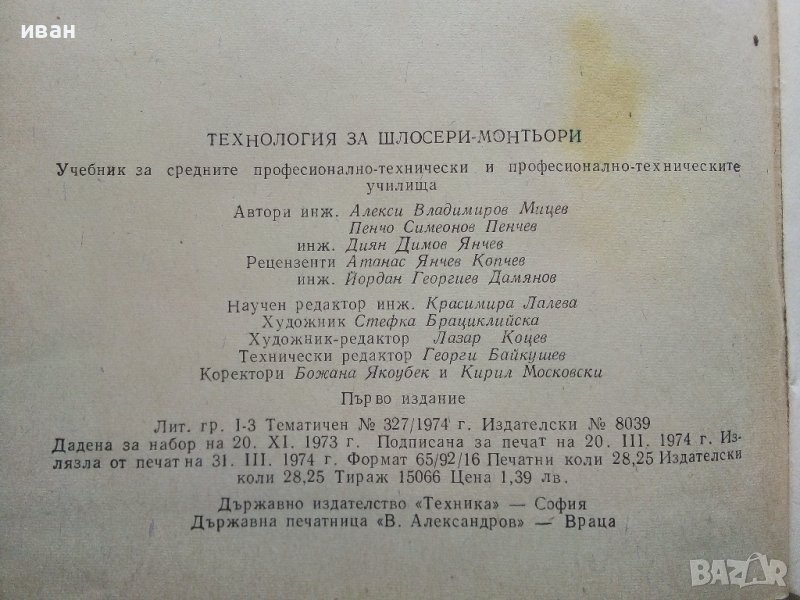 иван
ТЕХНОЛОГИЯ ЗА ШЛОСЕРИ-МОНТЬОРИ
Учебник за средните професионално-технически и професионално-техническите
училища
Автори инж. Алекси Владимиров Мицев
Пенчо Симеонов Пенчев
инж. Диян Димов Янчев
Рецензенти Атанас Янчев Копчев
инж. Йордан Георгиев Дамянов
Научен редактор инж. Красимира Лалева
Художник Стефка Брациклийска
Художник-редактор Лазар Коцев
Технически редактор Георги Байкушев
Коректори Божана Якоубек и Кирил Московски
Първо издание
Лит. гр. I-3 Тематичен № 327/1974 г. Издателски № 8039
Дадена за набор на 20. XI. 1973 г. Подписана за печат на 20. III. 1974 г. Из-
лязла от печат на 31. III. 1974 г. Формат 65/92/16 Печатни коли 28,25 Издателски
коли 28,25 Тираж 15066 Цена 1,39 лв.
Държавно издателство «Техника» — София
Държавна печатница «В. Александров» — Враца
BAZAR